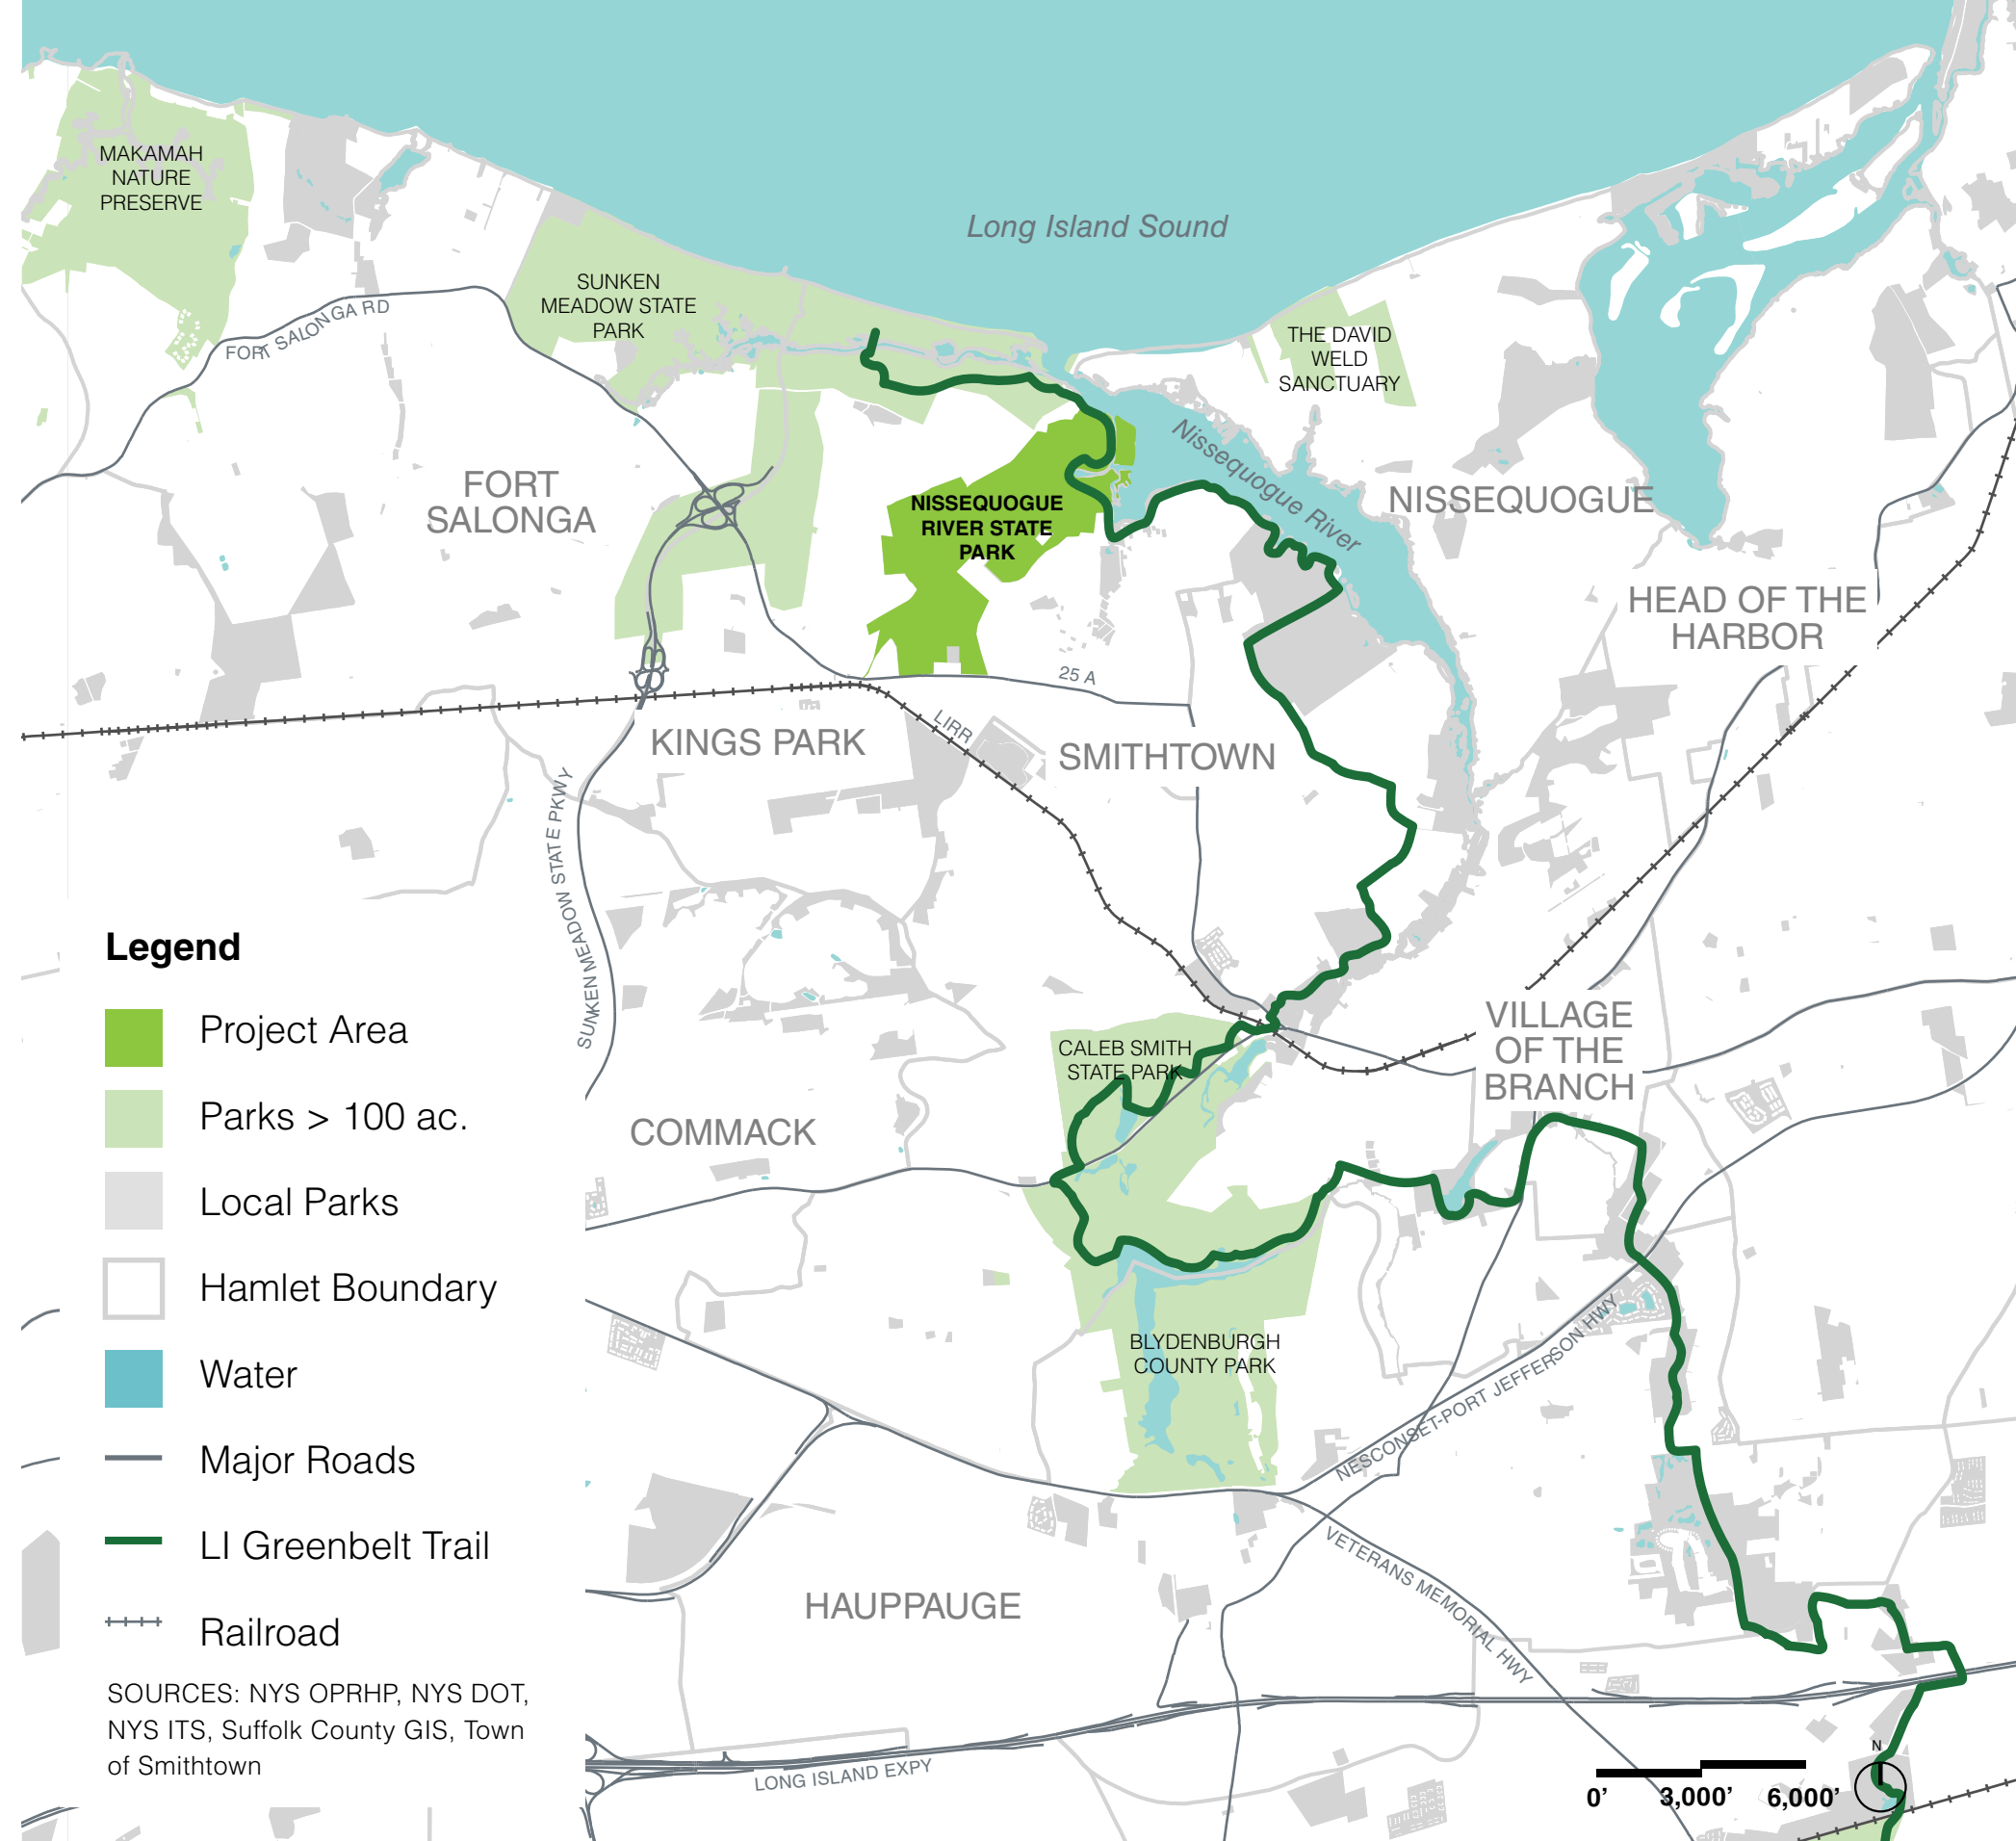 MAKAMAH
NATURE
PRESERVE
Long Island Sound
SUNKEN
MEADOW STATE
PARK
FORT SALONGA RD
THE DAVID
WELD
SANCTUARY
Nissequogue River
FORT
SALONGA
NISSEQUOGUE
RIVER STATE
PARK
NISSEQUOGUE
HEAD OF THE
HARBOR
25 A
LIRR
KINGS PARK
SMITHTOWN
SUNKEN MEADOW STATE PKWY
VILLAGE
OF THE
BRANCH
CALEB SMITH
STATE PARK
COMMACK
BLYDENBURGH
COUNTY PARK
NESCONSET-PORT JEFFERSON HWY
VETERANS MEMORIAL HWY
HAUPPAUGE
LONG ISLAND EXPY
Legend
Project Area
Parks > 100 ac.
Local Parks
Hamlet Boundary
Water
Major Roads
LI Greenbelt Trail
Railroad
SOURCES: NYS OPRHP, NYS DOT,
NYS ITS, Suffolk County GIS, Town
of Smithtown
N
0' 3,000' 6,000'